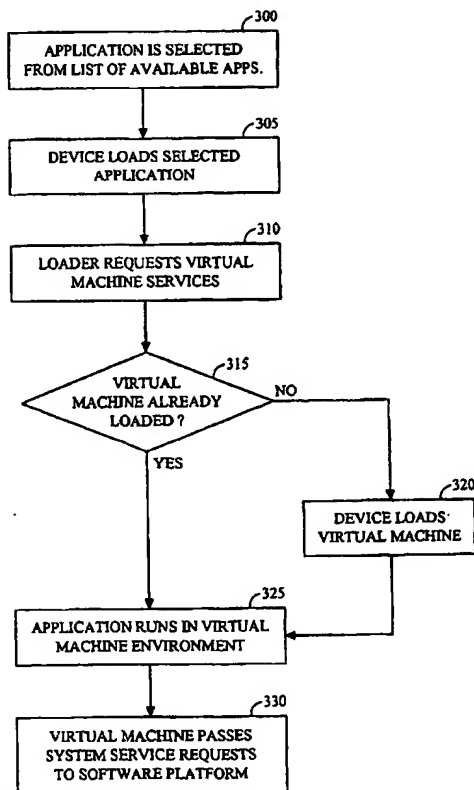 300
APPLICATION IS SELECTED
FROM LIST OF AVAILABLE APPS.
305
DEVICE LOADS SELECTED
APPLICATION
310
LOADER REQUESTS VIRTUAL
MACHINE SERVICES
315
VIRTUAL
MACHINE ALREADY
LOADED ?
NO
YES
320
DEVICE LOADS
VIRTUAL MACHINE
325
APPLICATION RUNS IN VIRTUAL
MACHINE ENVIRONMENT
330
VIRTUAL MACHINE PASSES
SYSTEM SERVICE REQUESTS
TO SOFTWARE PLATFORM